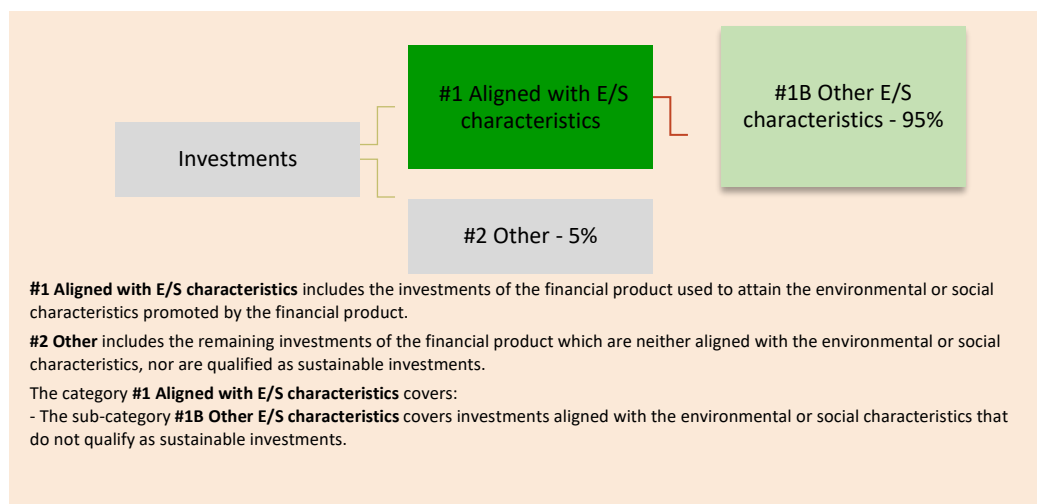 #1 Aligned with E/S
characteristics
#1B Other E/S
characteristics - 95%
Investments
#2 Other - 5%
#1 Aligned with E/S characteristics includes the investments of the financial product used to attain the environmental or social
characteristics promoted by the financial product.
#2 Other includes the remaining investments of the financial product which are neither aligned with the environmental or social
characteristics, nor are qualified as sustainable investments.
The category #1 Aligned with E/S characteristics covers:
- The sub-category #1B Other E/S characteristics covers investments aligned with the environmental or social characteristics that
do not qualify as sustainable investments.